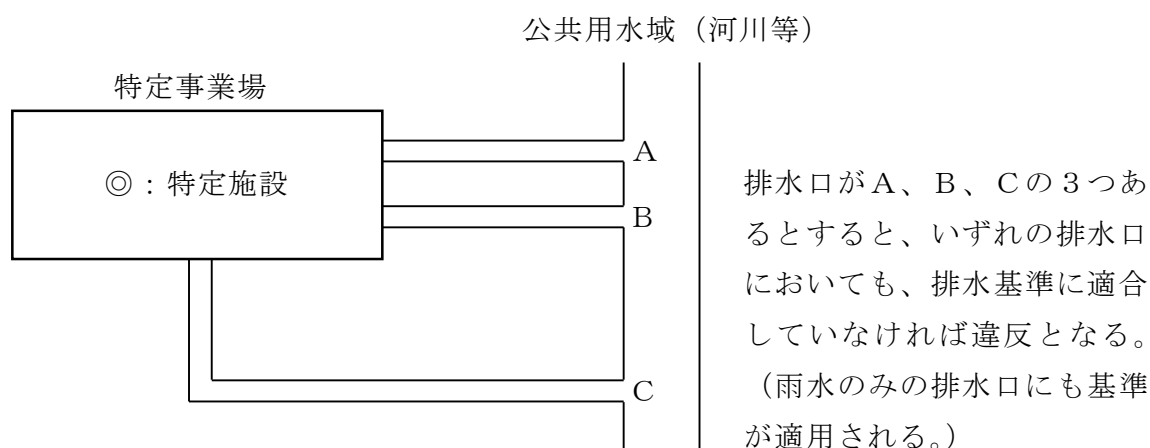 公共用水域（河川等）
特定事業場
◎：特定施設
A
B
C
排水口がＡ、Ｂ、Ｃの３つあ
るとすると、いずれの排水口
においても、排水基準に適合
していなければ違反となる。
（雨水のみの排水口にも基準
が適用される。）